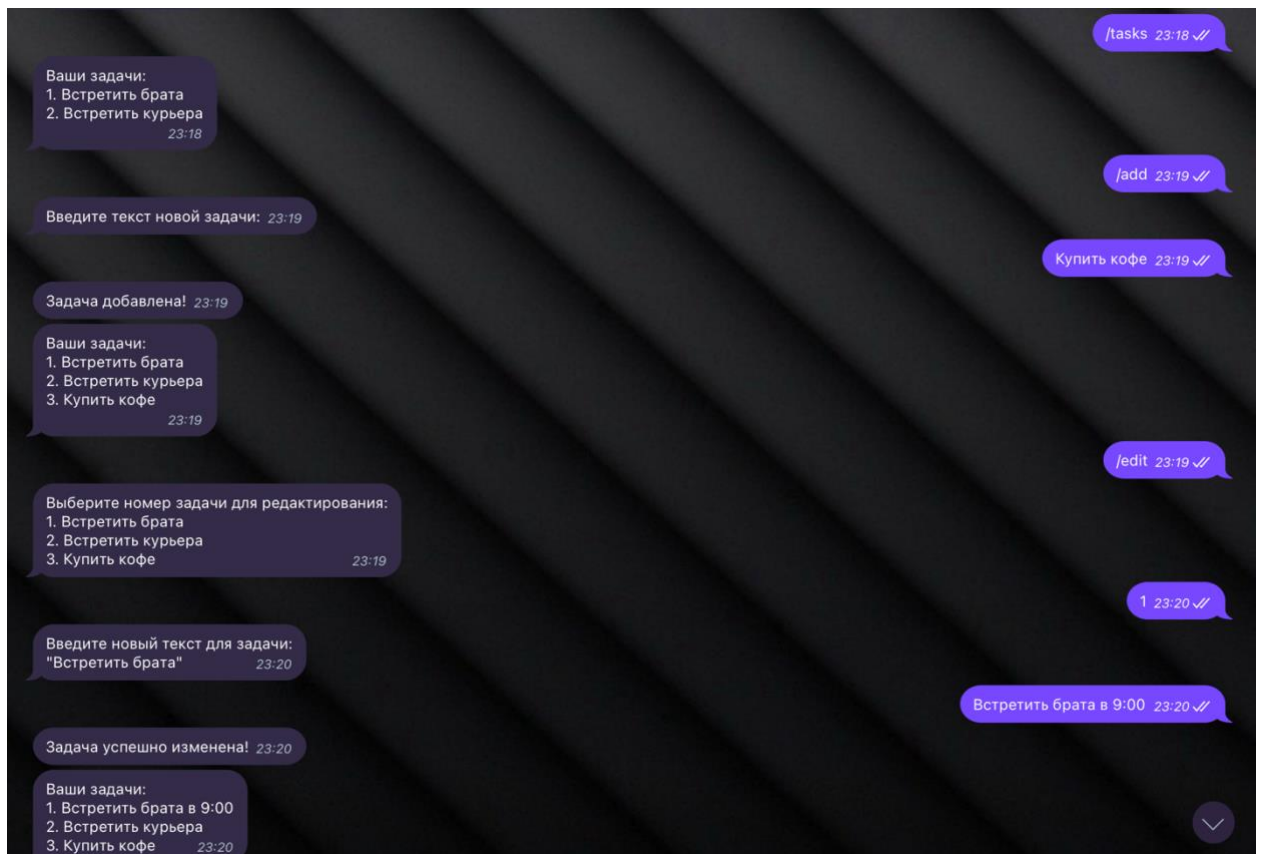 /tasks 23:18
Ваши задачи:
1. Встретить брата
2. Встретить курьера
23:18
/add 23:19
Введите текст новой задачи: 23:19
Купить кофе 23:19
Задача добавлена! 23:19
Ваши задачи:
1. Встретить брата
2. Встретить курьера
3. Купить кофе
23:19
/edit 23:19
Выберите номер задачи для редактирования:
1. Встретить брата
2. Встретить курьера
3. Купить кофе 23:19
1 23:20
Введите новый текст для задачи:
"Встретить брата" 23:20
Встретить брата в 9:00 23:20
Задача успешно изменена! 23:20
Ваши задачи:
1. Встретить брата в 9:00
2. Встретить курьера
3. Купить кофе 23:20